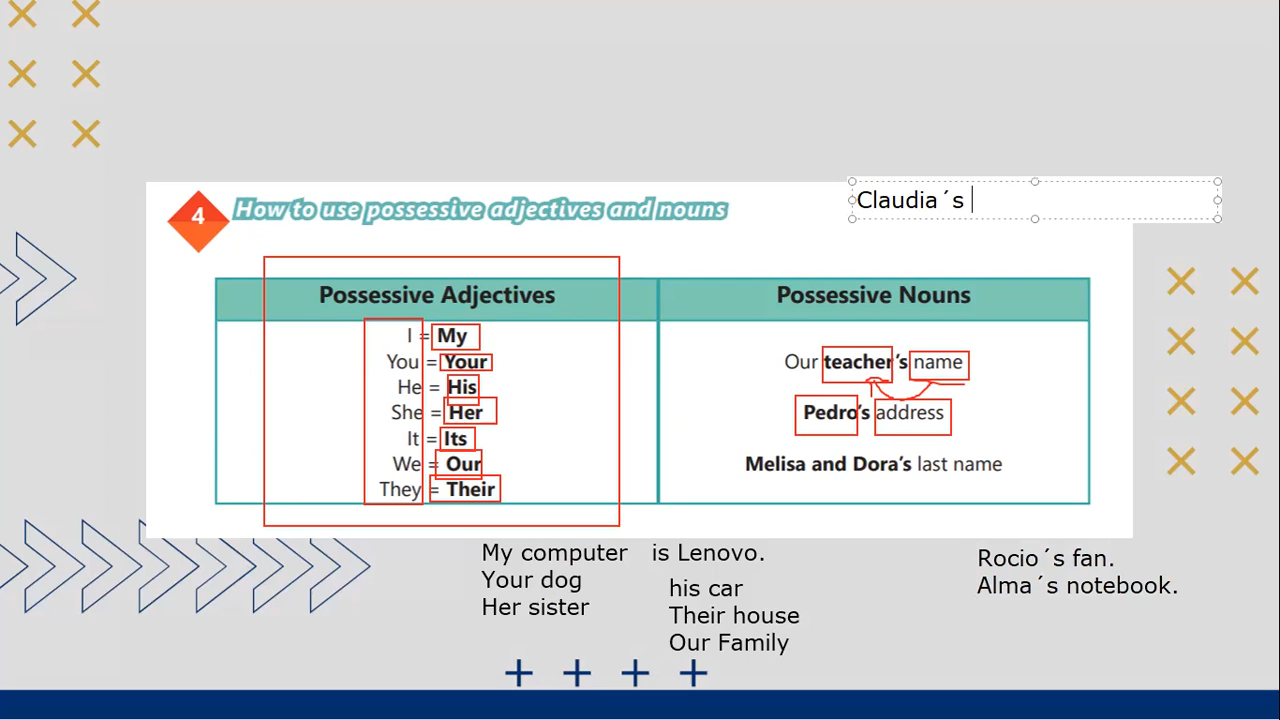 Claudia´s
4 How to use possessive adjectives and nouns
Possessive Adjectives
I = My
You = Your
He = His
She = Her
It = Its
We = Our
They = Their
Possessive Nouns
Our teacher's name
Pedro's address
Melisa and Dora's last name
My computer is Lenovo.
Your dog
Her sister
his car
Their house
Our Family
Rocio´s fan.
Alma´s notebook.